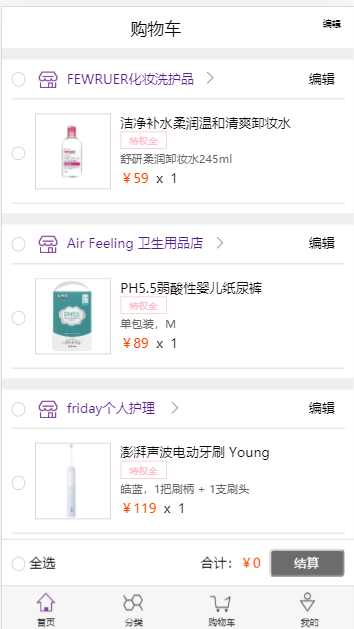 购物车 编辑
FEWRUER化妆洗护品 编辑
洁净补水柔润温和清爽卸妆水
特权全
舒研柔润卸妆水245ml
￥59 x 1
Air Feeling 卫生用品店 编辑
PH5.5弱酸性婴儿纸尿裤
特权全
单包装，M
￥89 x 1
friday个人护理 编辑
澎湃声波电动牙刷 Young
特权全
皓蓝，1把刷柄 + 1支刷头
￥119 x 1
全选 合计：￥0 结算
首页 分类 购物车 我的